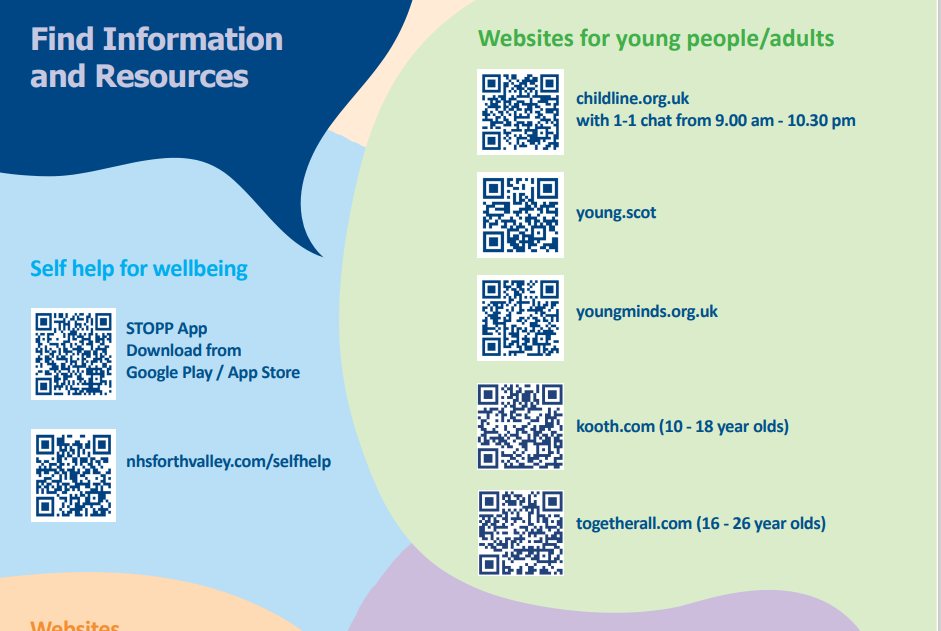 Find Information
and Resources
Self help for wellbeing
STOPP App
Download from
Google Play / App Store
nhsforthvalley.com/selfhelp
Websites
Websites for young people/adults
childline.org.uk
with 1-1 chat from 9.00 am - 10.30 pm
young.scot
youngminds.org.uk
kooth.com (10 - 18 year olds)
togetherall.com (16 - 26 year olds)